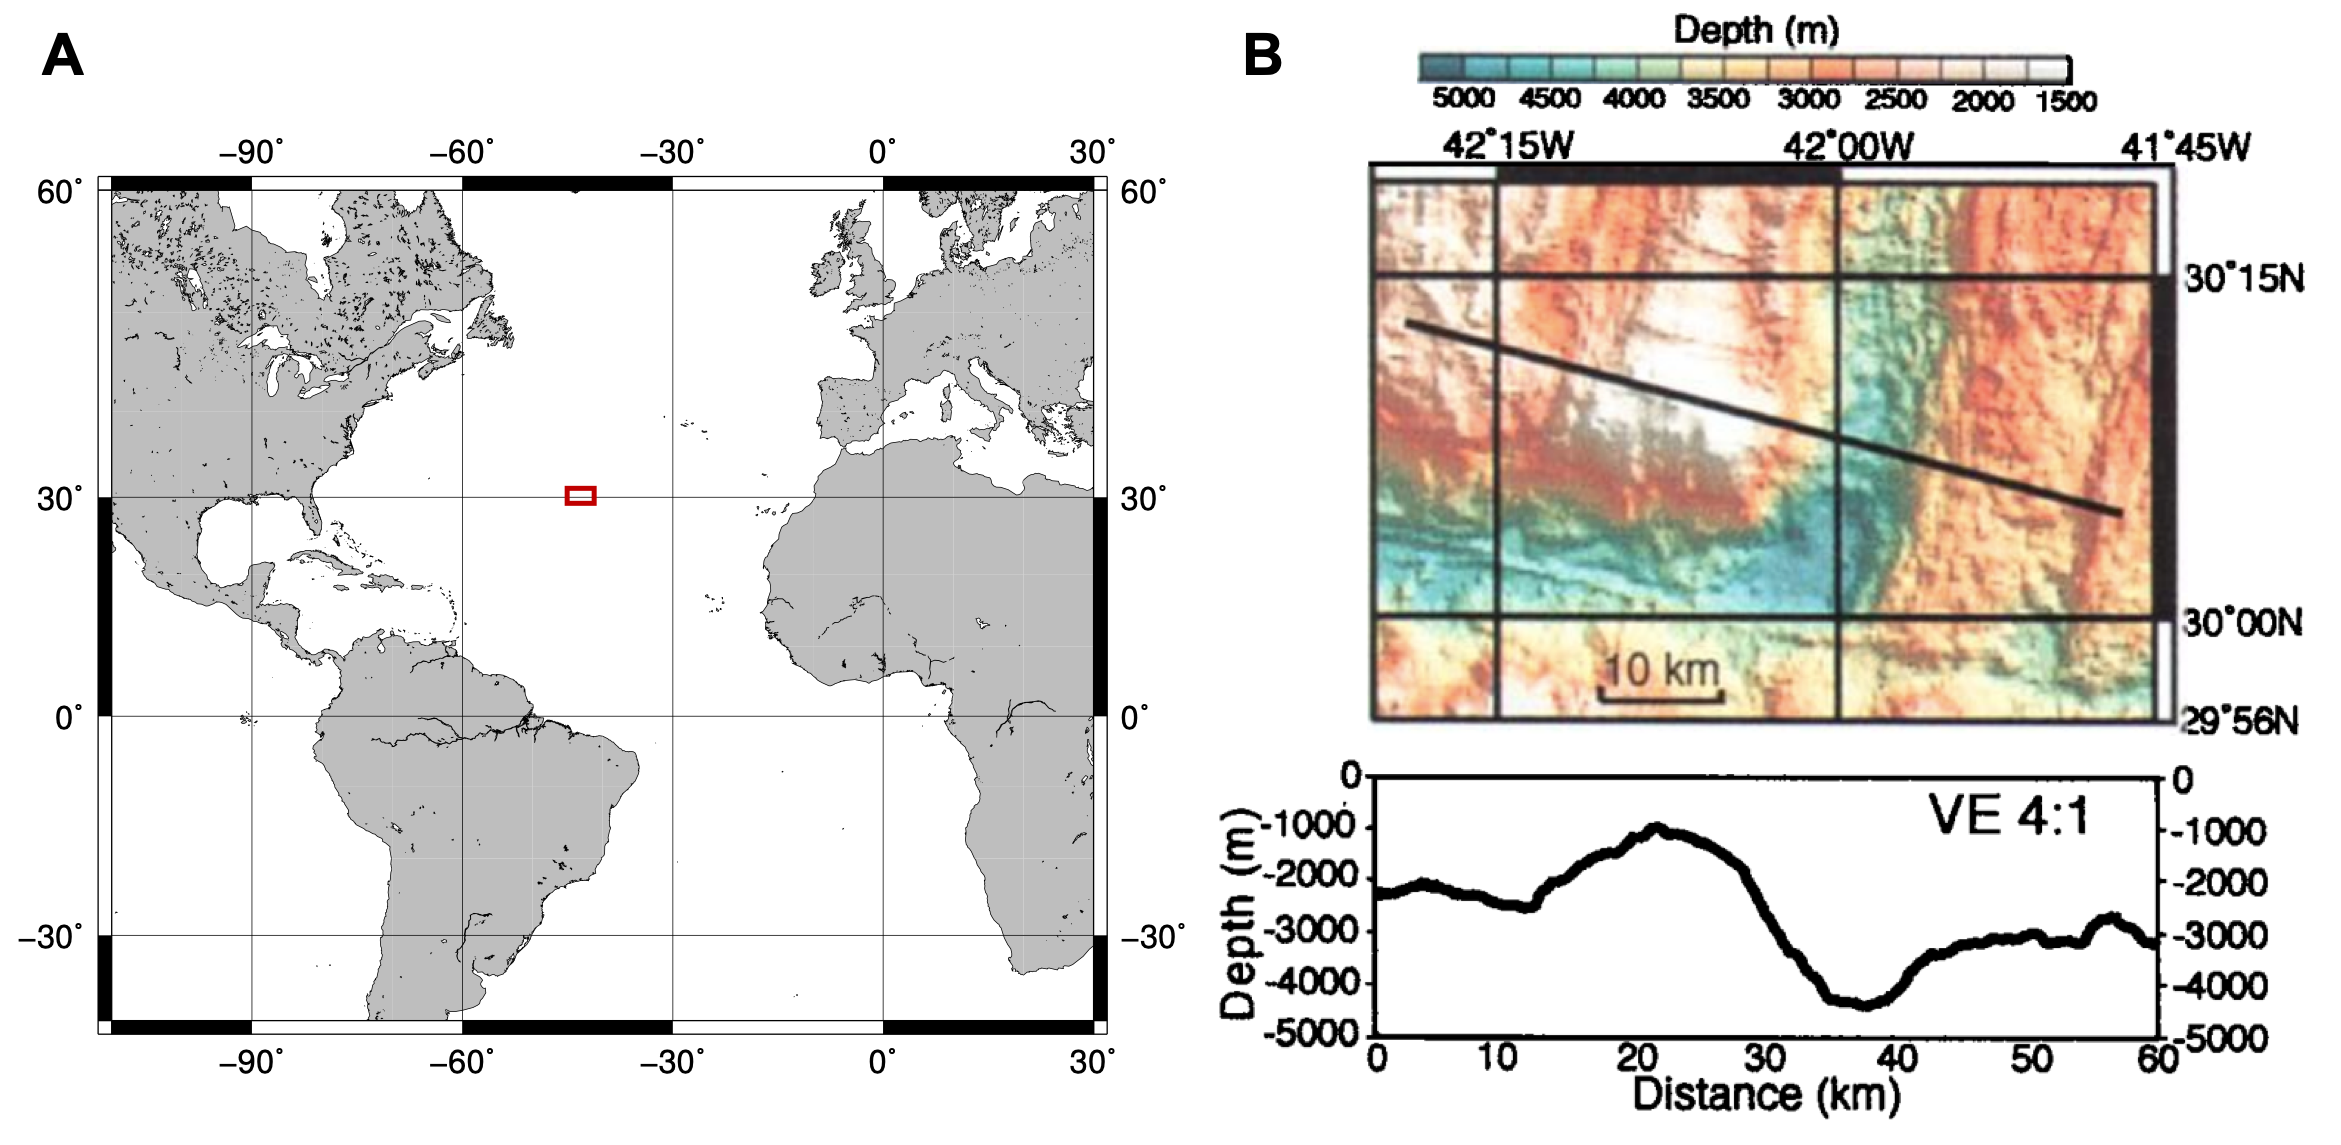 A
−90˚ −60˚ −30˚ 0˚ 30˚
60˚ 60˚
30˚ 30˚
0˚ 0˚
−30˚ −30˚
−90˚ −60˚ −30˚ 0˚ 30˚
B
Depth (m)
5000 4500 4000 3500 3000 2500 2000 1500
42°15W 42°00W 41°45W
30°15N
30°00N
10 km
29°56N
0 0
VE 4:1
-1000 -1000
-2000 -2000
-3000 -3000
-4000 -4000
-5000 -5000
Depth (m)
0 10 20 30 40 50 60
Distance (km)